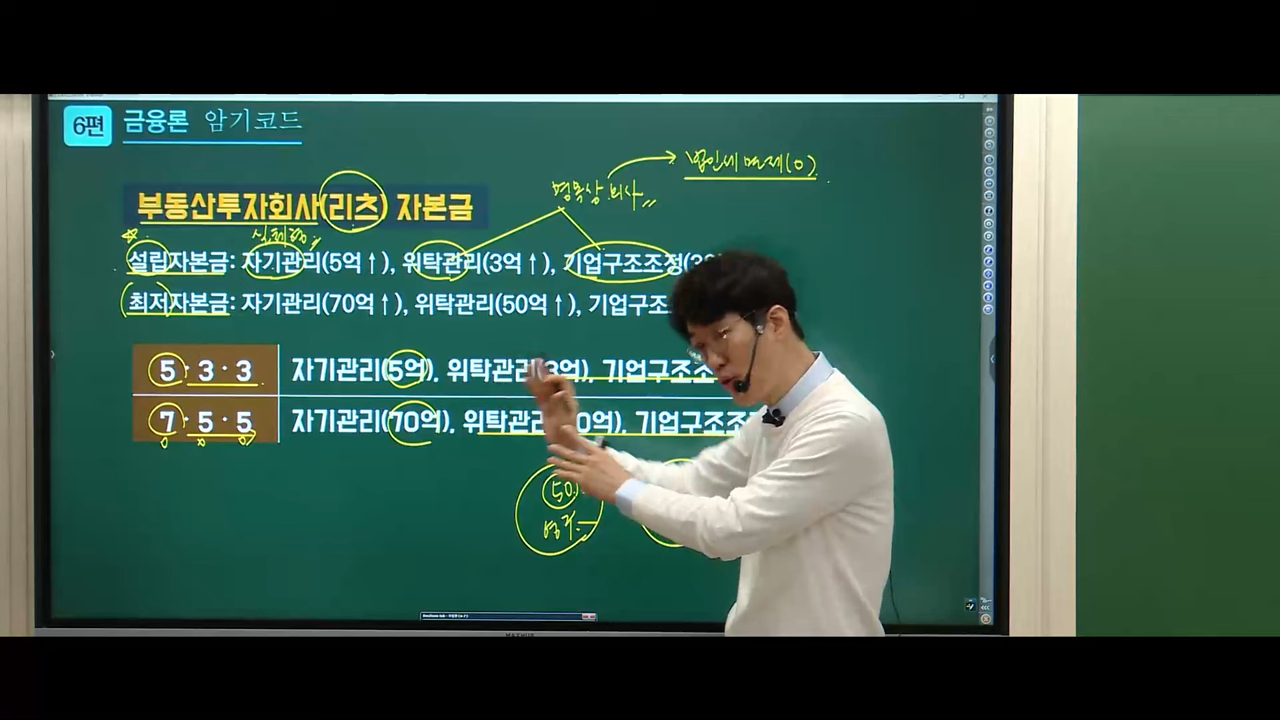 6편 금융론 암기코드
법인세 면제(0)
명목상 회사
부동산투자회사(리츠) 자본금
실체형
설립자본금: 자기관리(5억↑), 위탁관리(3억↑), 기업구조조정(3
최저자본금: 자기관리(70억↑), 위탁관리(50억↑), 기업구조
5·3·3 자기관리(5억), 위탁관리(3억), 기업구조조
7·5·5 자기관리(70억), 위탁관리 0억), 기업구조조
50